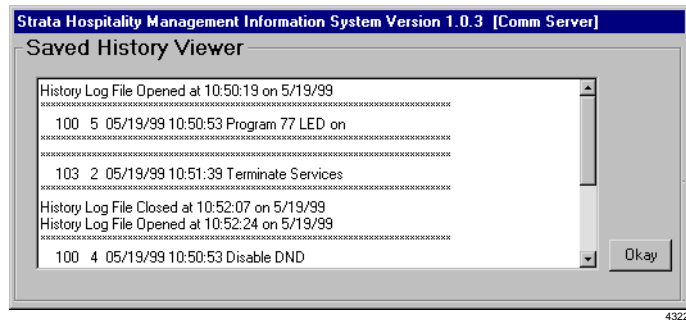 Strata Hospitality Management Information System Version 1.0.3 [Comm Server]
Saved History Viewer
History Log File Opened at 10:50:19 on 5/19/99
××××××××××××××××××××××××××××××××××××××××××××××××××××××××××××××××××××××
100 5 05/19/99 10:50:53 Program 77 LED on
××××××××××××××××××××××××××××××××××××××××××××××××××××××××××××××××××××××
××××××××××××××××××××××××××××××××××××××××××××××××××××××××××××××××××××××
103 2 05/19/99 10:51:39 Terminate Services
××××××××××××××××××××××××××××××××××××××××××××××××××××××××××××××××××××××
History Log File Closed at 10:52:07 on 5/19/99
History Log File Opened at 10:52:24 on 5/19/99
××××××××××××××××××××××××××××××××××××××××××××××××××××××××××××××××××××××
100 4 05/19/99 10:50:53 Disable DND
Okay
4322